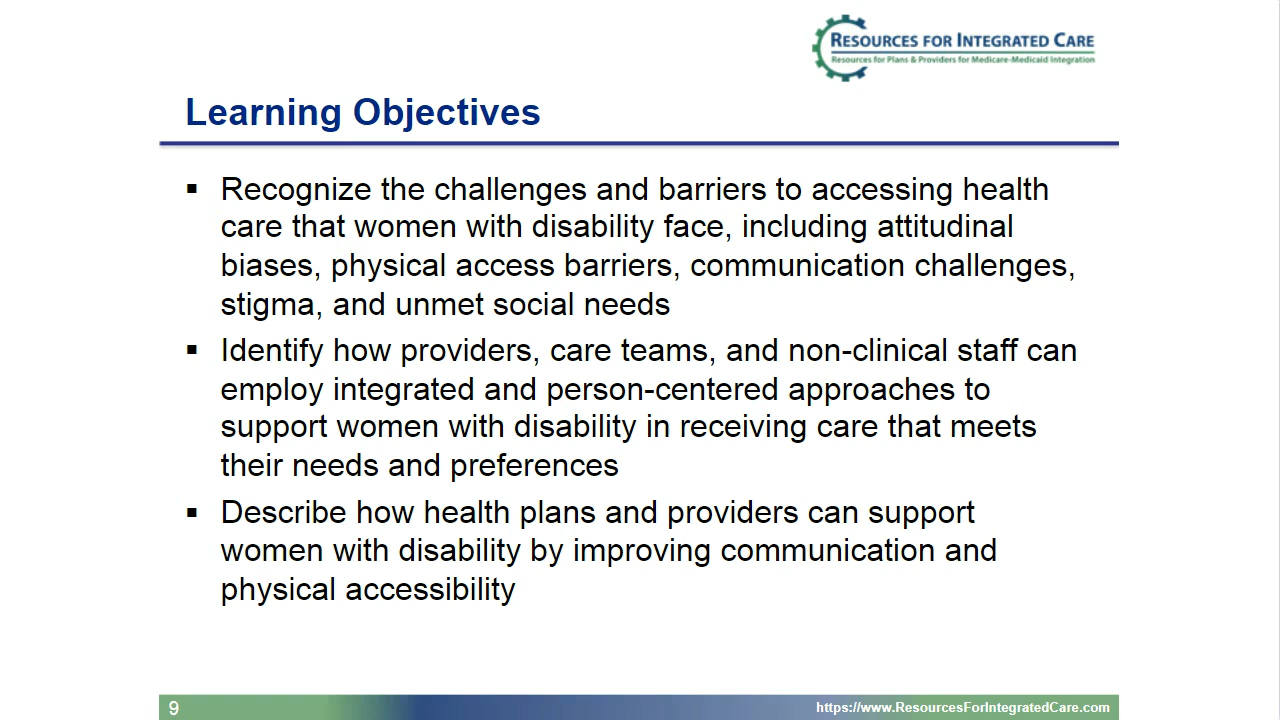 RESOURCES FOR INTEGRATED CARE
Resources for Plans & Providers for Medicare-Medicaid Integration
Learning Objectives
▪ Recognize the challenges and barriers to accessing health
care that women with disability face, including attitudinal
biases, physical access barriers, communication challenges,
stigma, and unmet social needs
▪ Identify how providers, care teams, and non-clinical staff can
employ integrated and person-centered approaches to
support women with disability in receiving care that meets
their needs and preferences
▪ Describe how health plans and providers can support
women with disability by improving communication and
physical accessibility
9
https://www.ResourcesForIntegratedCare.com